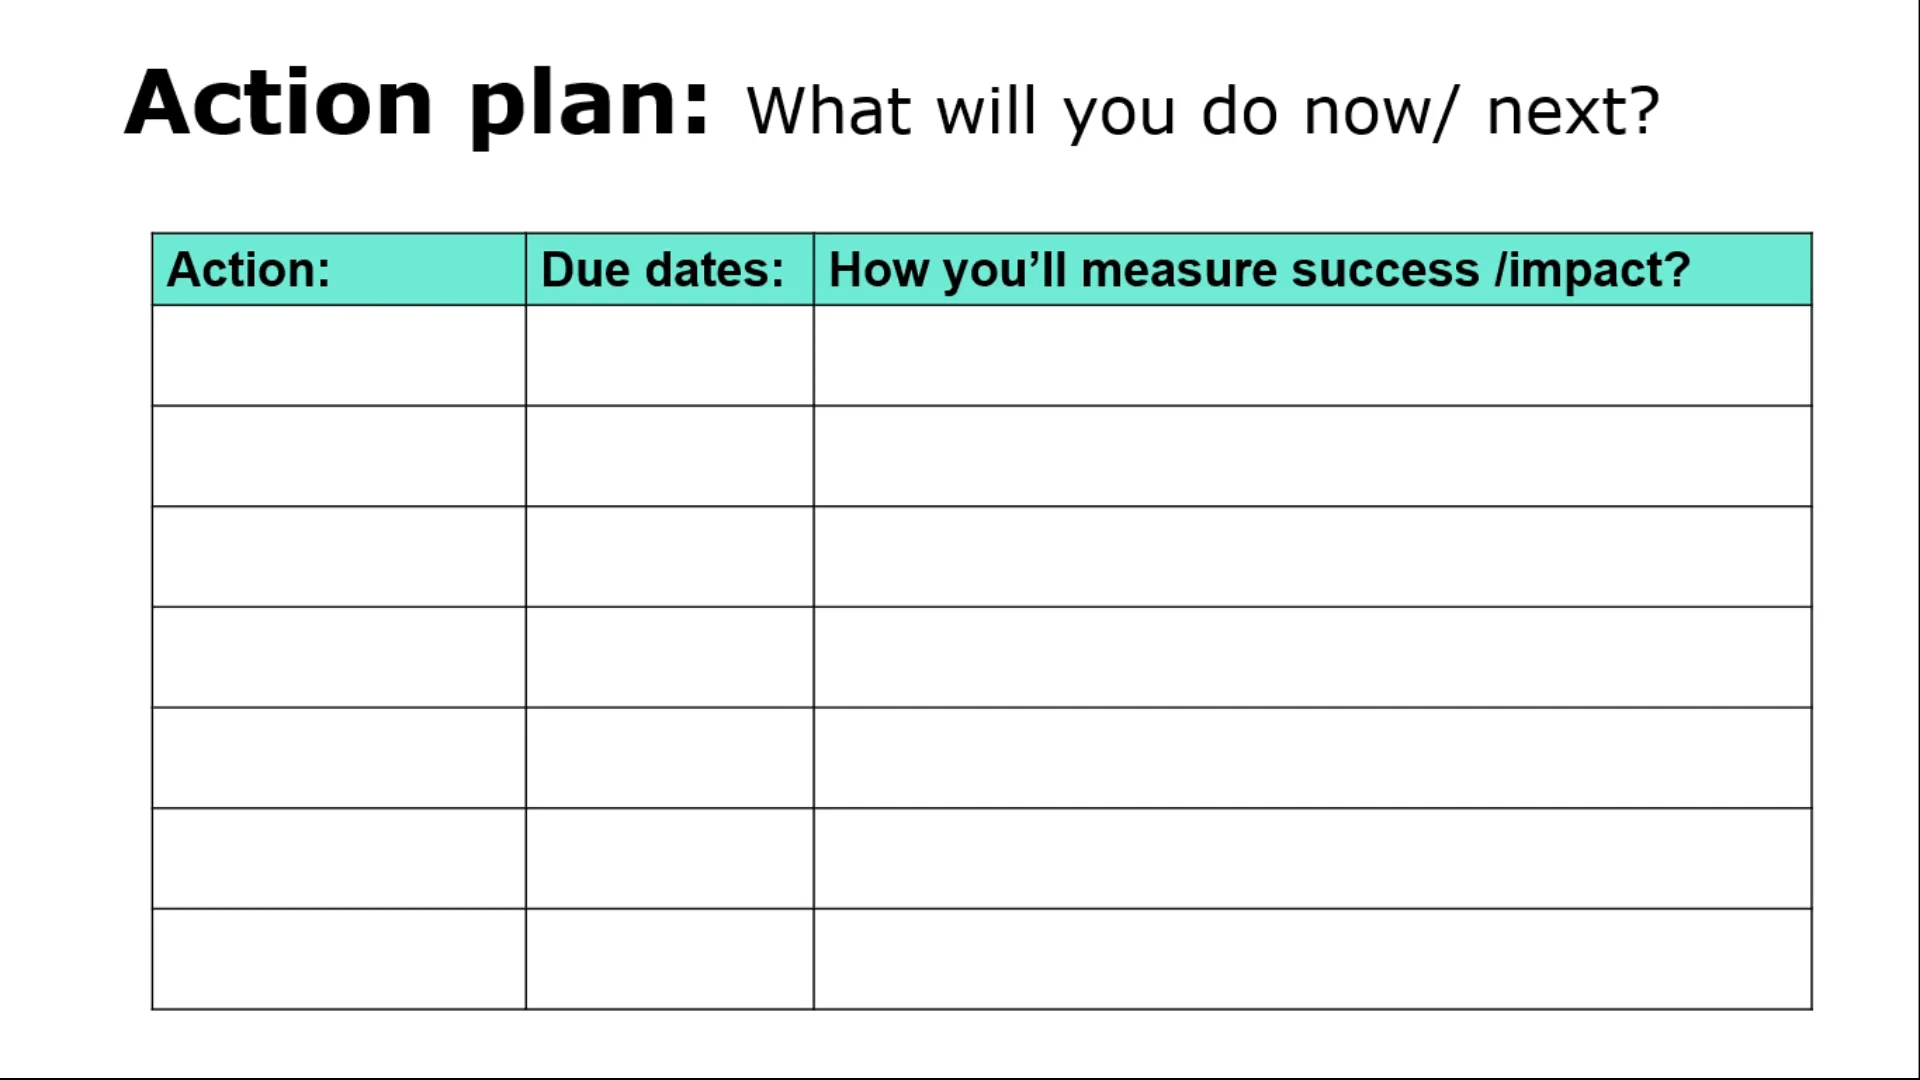 Action plan: What will you do now/ next?
Action: Due dates: How you’ll measure success /impact?